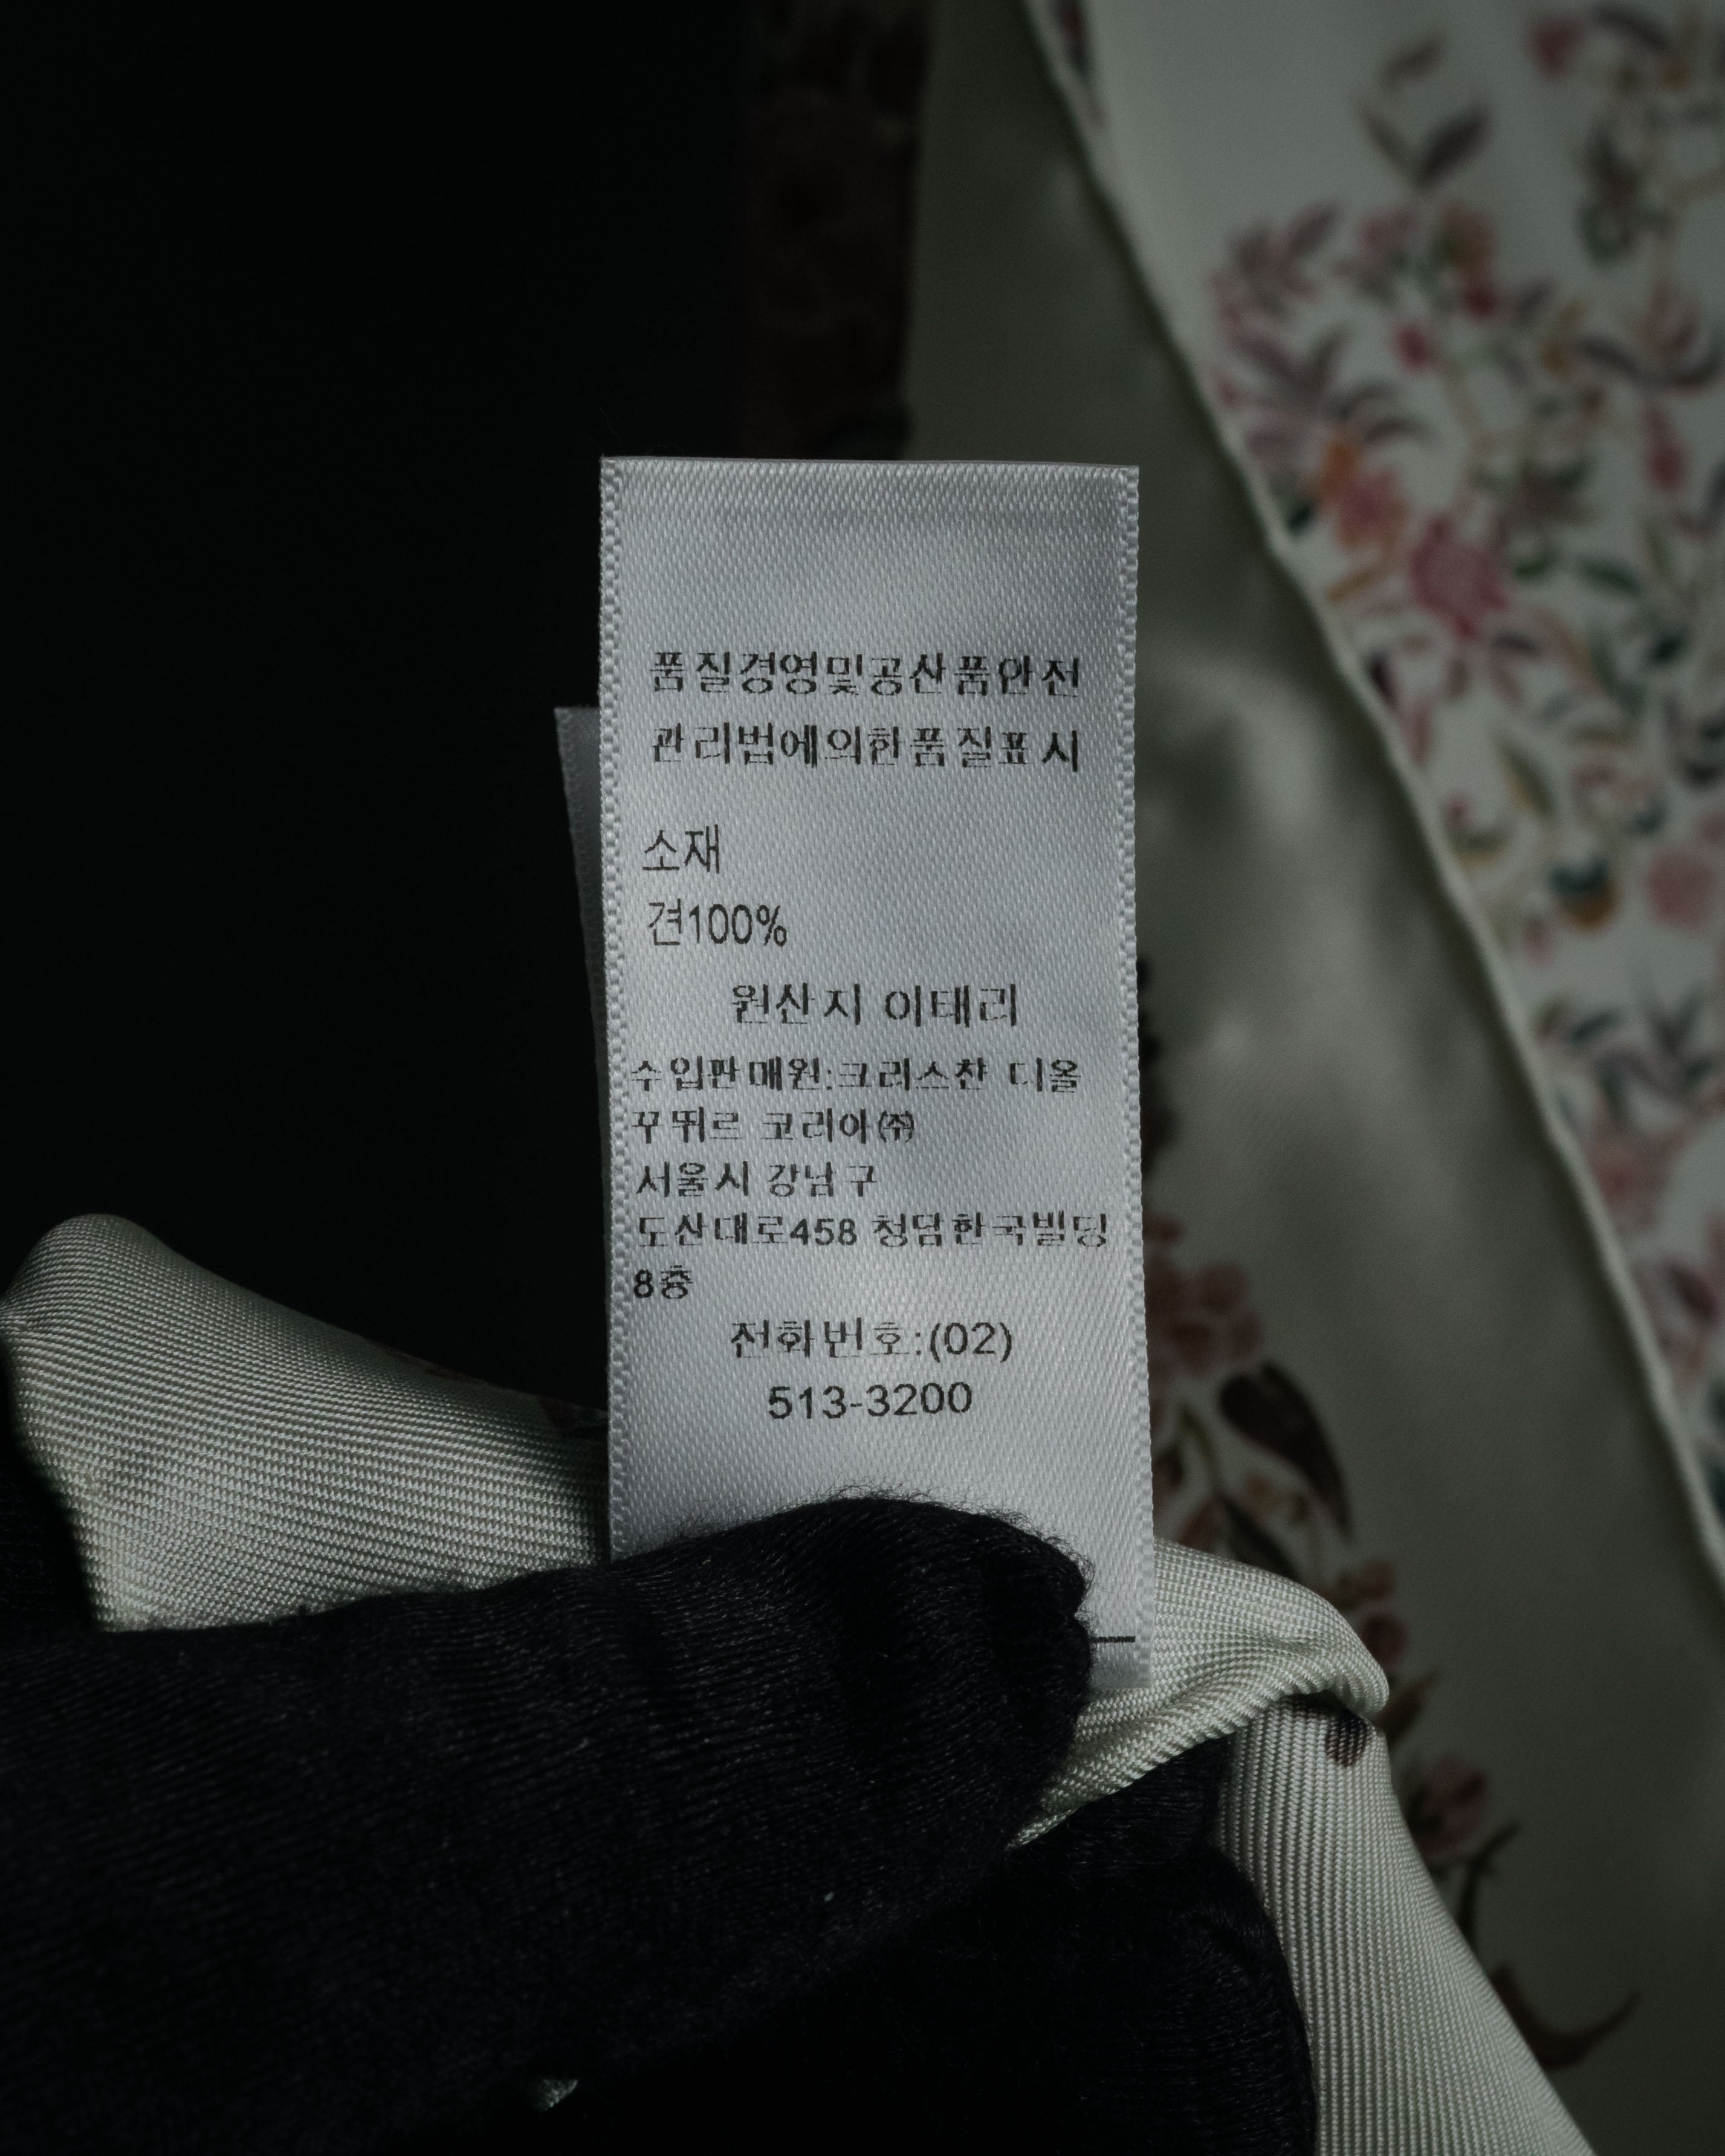 품질경영및공산품안전
관리법에의한품질표시
소재
견100%
원산지 이태리
수입판매원:크리스챤 디올
꾸뛰르 코리아㈜
서울시 강남구
도산대로458 청담한국빌딩
8층
전화번호:(02)
513-3200